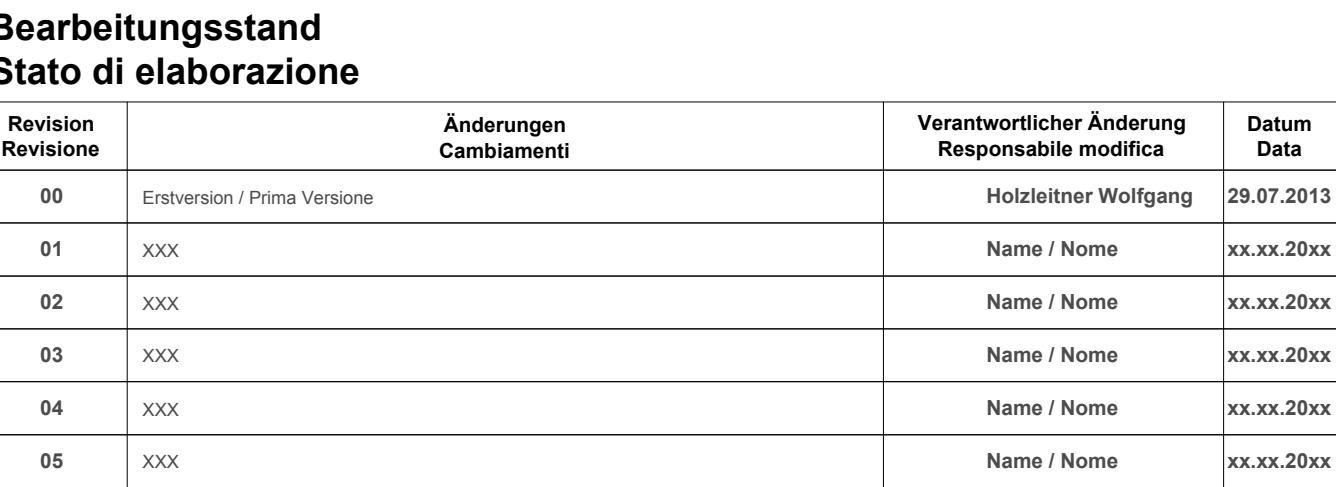 Bearbeitungsstand
Stato di elaborazione
Revision Änderungen Verantwortlicher Änderung Datum
Revisione Cambiamenti Responsabile modifica Data
00 Erstversion / Prima Versione Holzleitner Wolfgang 29.07.2013
01 XXX Name / Nome xx.xx.20xx
02 XXX Name / Nome xx.xx.20xx
03 XXX Name / Nome xx.xx.20xx
04 XXX Name / Nome xx.xx.20xx
05 XXX Name / Nome xx.xx.20xx